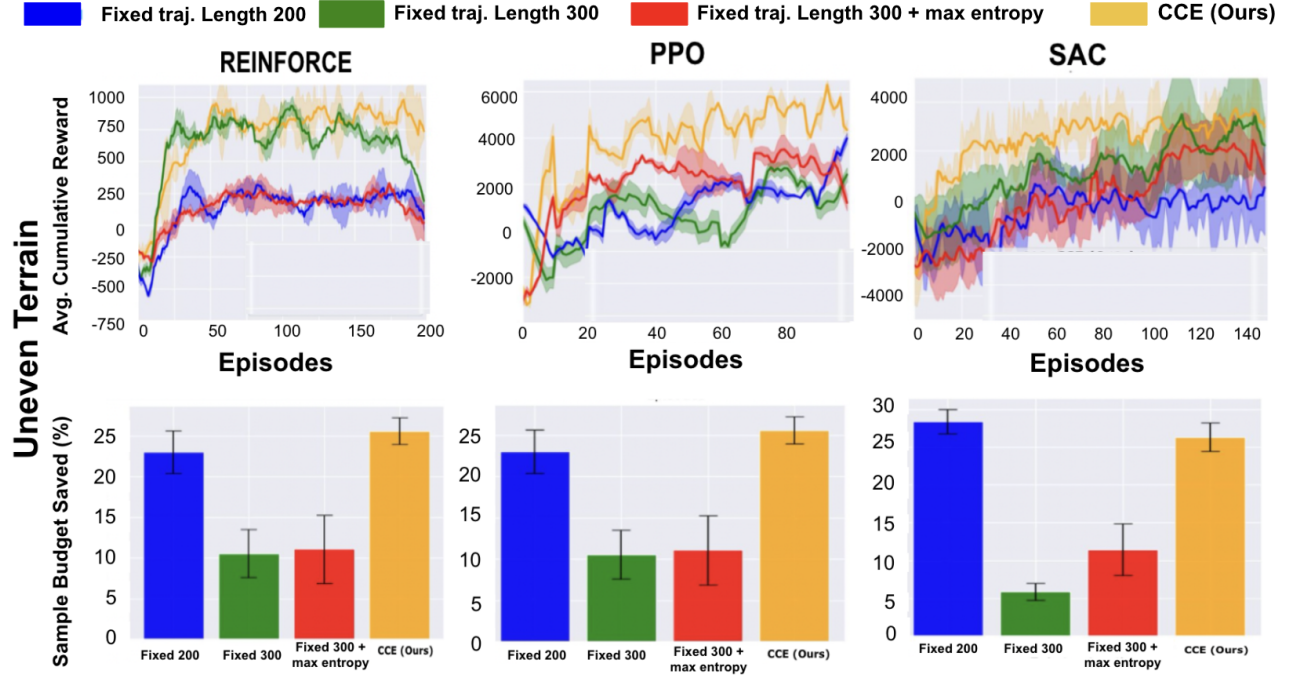 Fixed traj. Length 200 Fixed traj. Length 300 Fixed traj. Length 300 + max entropy CCE (Ours)
REINFORCE PPO SAC
Uneven Terrain
Avg. Cumulative Reward
1000
750
500
250
0
-250
-500
-750
0 50 100 150 200
Episodes
6000
4000
2000
0
-2000
0 20 40 60 80
Episodes
4000
2000
0
-2000
-4000
0 20 40 60 80 100 120 140
Episodes
Sample Budget Saved (%)
25
20
15
10
5
0
Fixed 200 Fixed 300 Fixed 300 + CCE (Ours)
max entropy
25
20
15
10
5
0
Fixed 200 Fixed 300 Fixed 300 + CCE (Ours)
max entropy
30
25
20
15
10
5
0
Fixed 200 Fixed 300 Fixed 300 + CCE (Ours)
max entropy